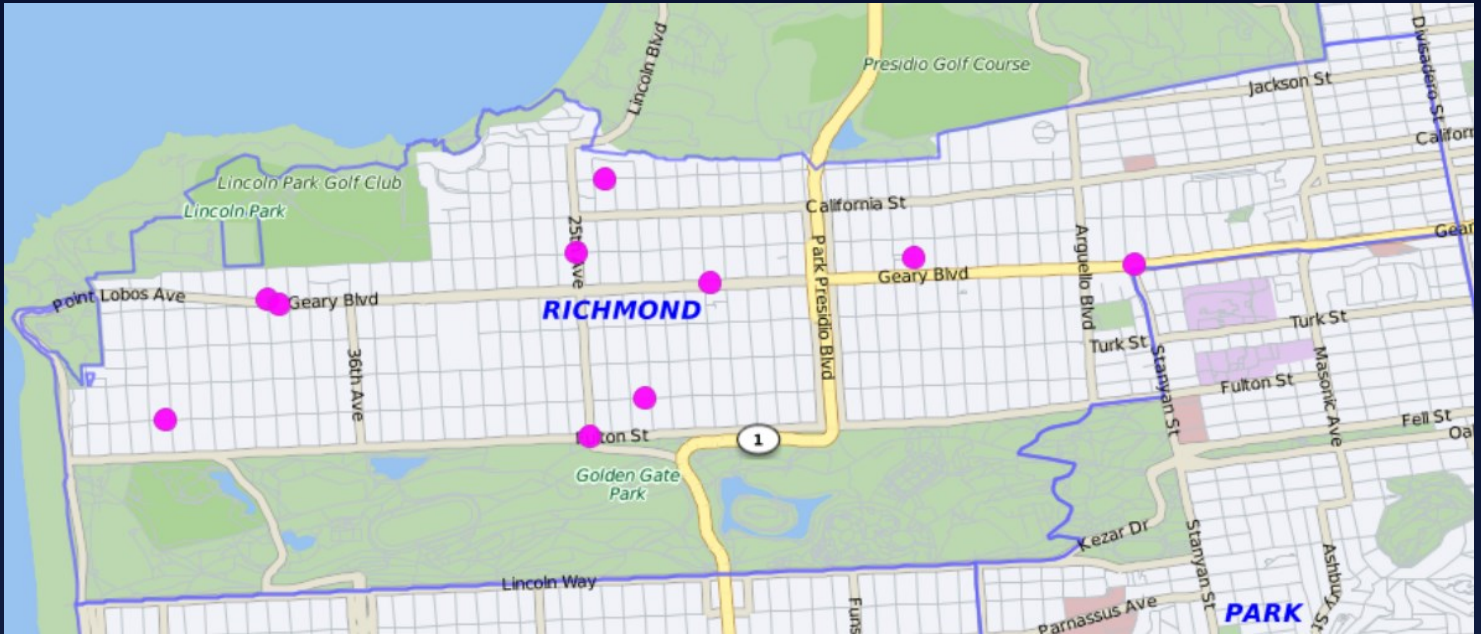 Lincoln Blvd
Presidio Golf Course
Divisadero St
Jackson St
Lincoln Park Golf Club
Lincoln Park
California St
25th Ave
Park Presidio Blvd
Arguello Blvd
Geary Blvd
Point Lobos Ave
Geary Blvd
RICHMOND
Turk St
Turk St
36th Ave
Stanyan St
Masonic Ave
Fulton St
Fell St
1
Golden Gate
Park
Kezar Dr
Stanyan St
Ashbury St
Lincoln Way
Parnassus Ave
PARK